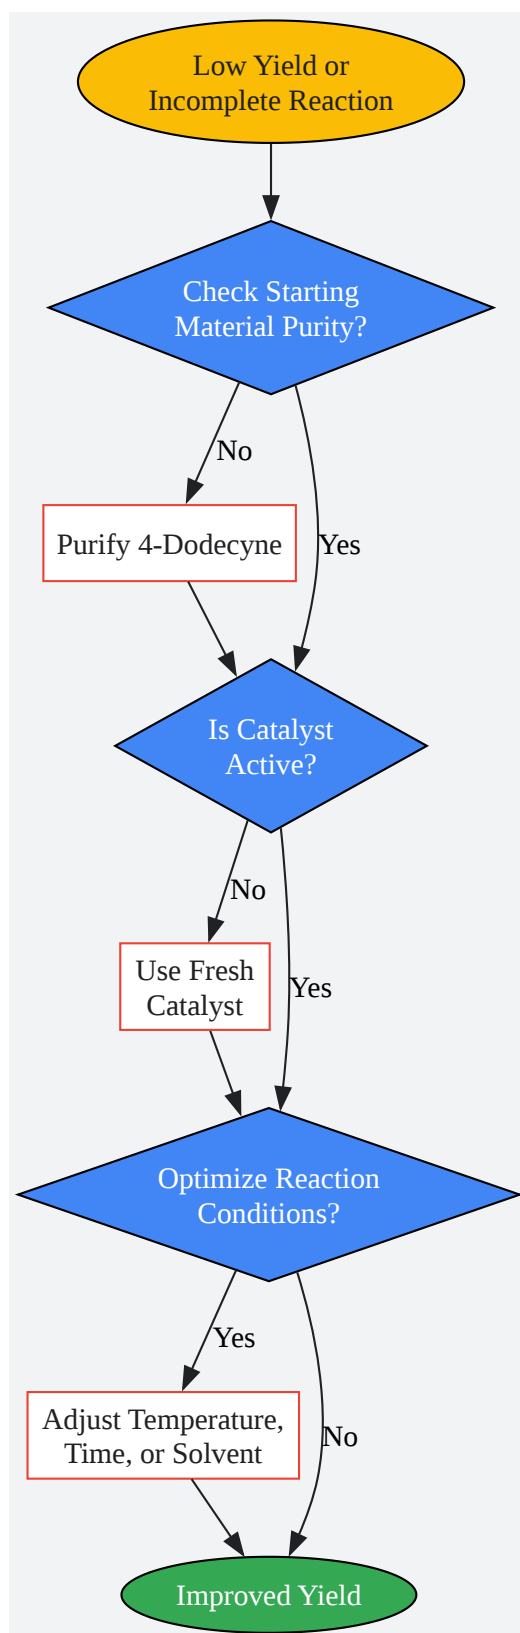 Low Yield or
Incomplete Reaction
Check Starting
Material Purity?
No
Purify 4-Dodecyne
Yes
Is Catalyst
Active?
No
Use Fresh
Catalyst
Yes
Optimize Reaction
Conditions?
Yes
Adjust Temperature,
Time, or Solvent
No
Improved Yield